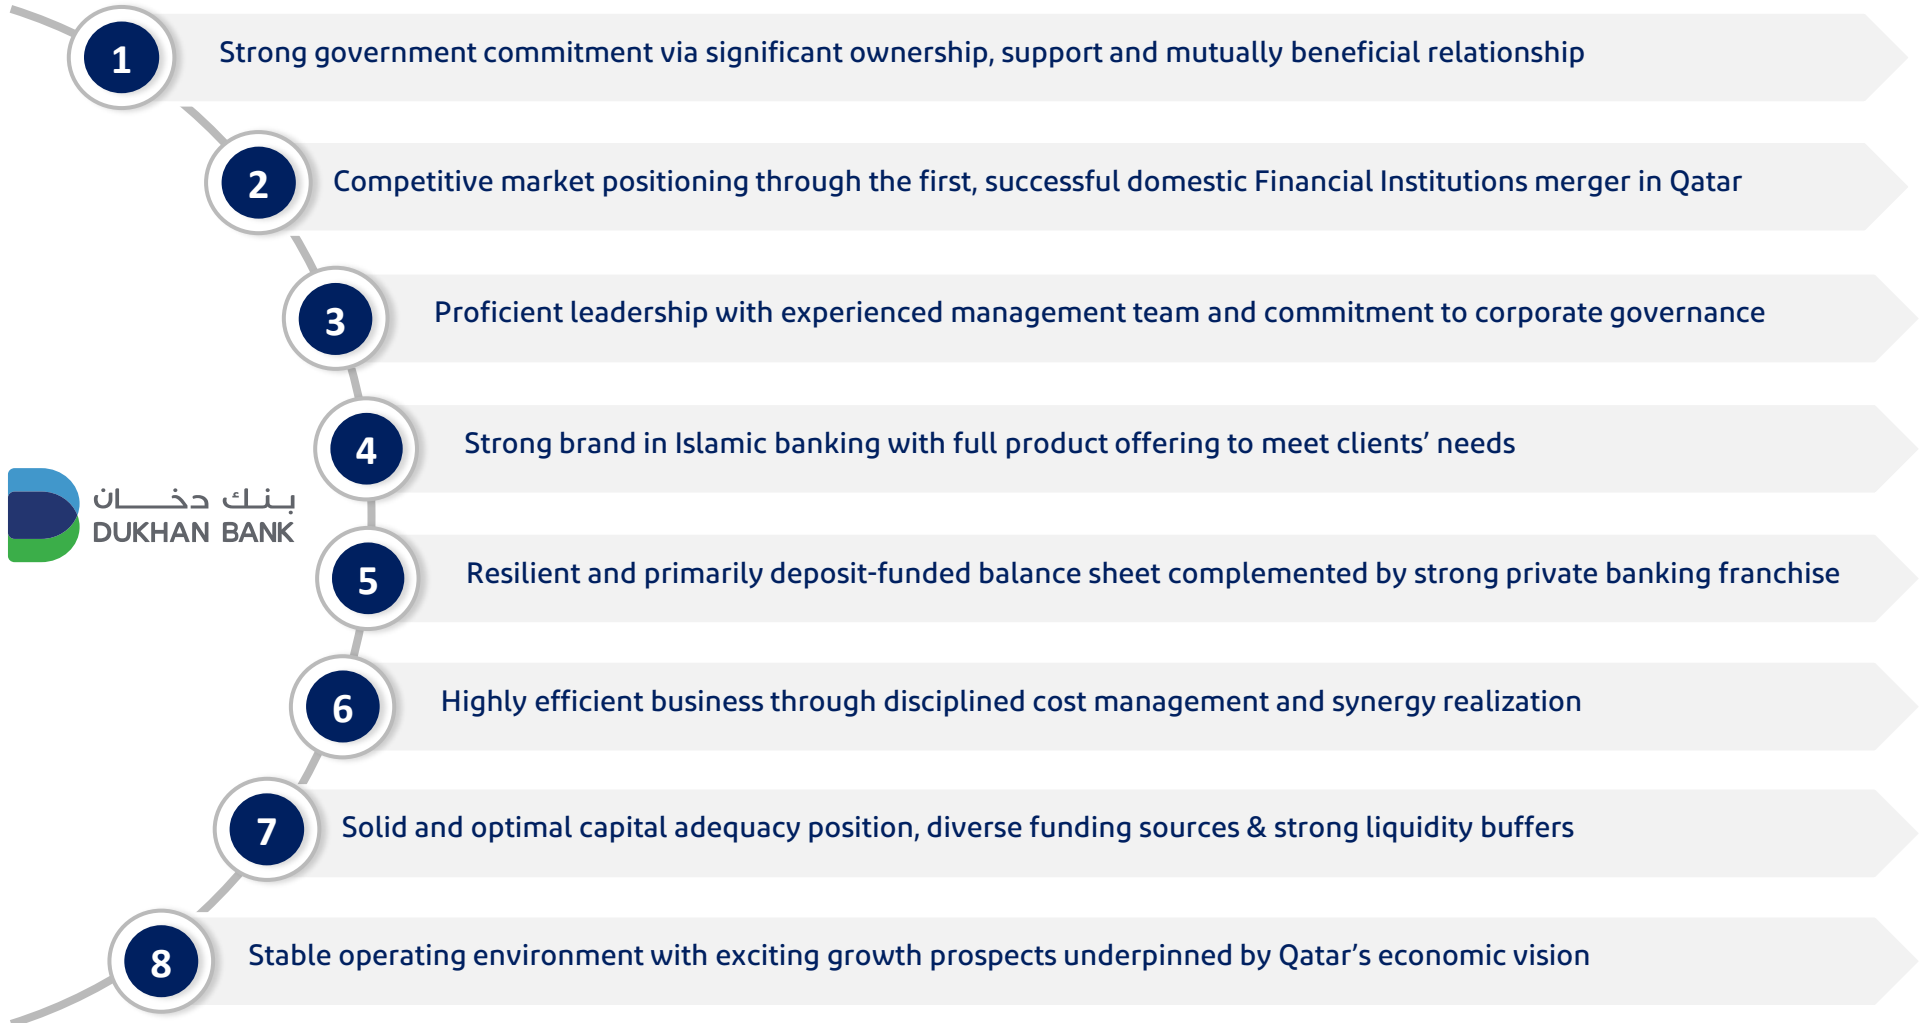 1
Strong government commitment via significant ownership, support and mutually beneficial relationship
2
Competitive market positioning through the first, successful domestic Financial Institutions merger in Qatar
3
Proficient leadership with experienced management team and commitment to corporate governance
4
Strong brand in Islamic banking with full product offering to meet clients’ needs
بنك دخان
DUKHAN BANK
5
Resilient and primarily deposit-funded balance sheet complemented by strong private banking franchise
6
Highly efficient business through disciplined cost management and synergy realization
7
Solid and optimal capital adequacy position, diverse funding sources & strong liquidity buffers
8
Stable operating environment with exciting growth prospects underpinned by Qatar’s economic vision